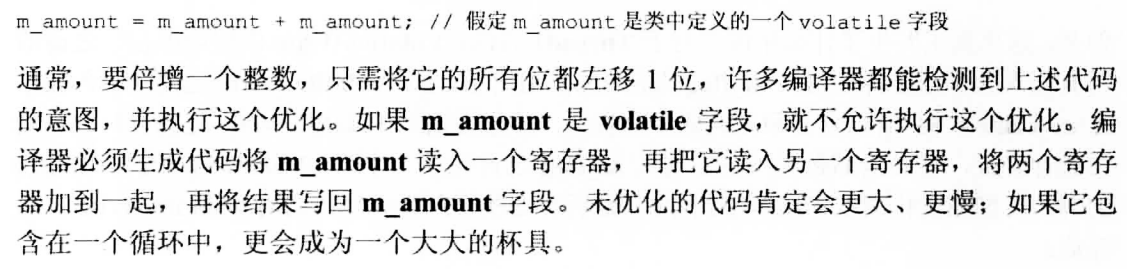 m_amount = m_amount + m_amount; // 假定 m_amount 是类中定义的一个 volatile 字段
通常，要倍增一个整数，只需将它的所有位都左移 1 位，许多编译器都能检测到上述代码
的意图，并执行这个优化。如果 m_amount 是 volatile 字段，就不允许执行这个优化。编
译器必须生成代码将 m_amount 读入一个寄存器，再把它读入另一个寄存器，将两个寄存
器加到一起，再将结果写回 m_amount 字段。未优化的代码肯定会更大、更慢；如果它包
含在一个循环中，更会成为一个大大的杯具。